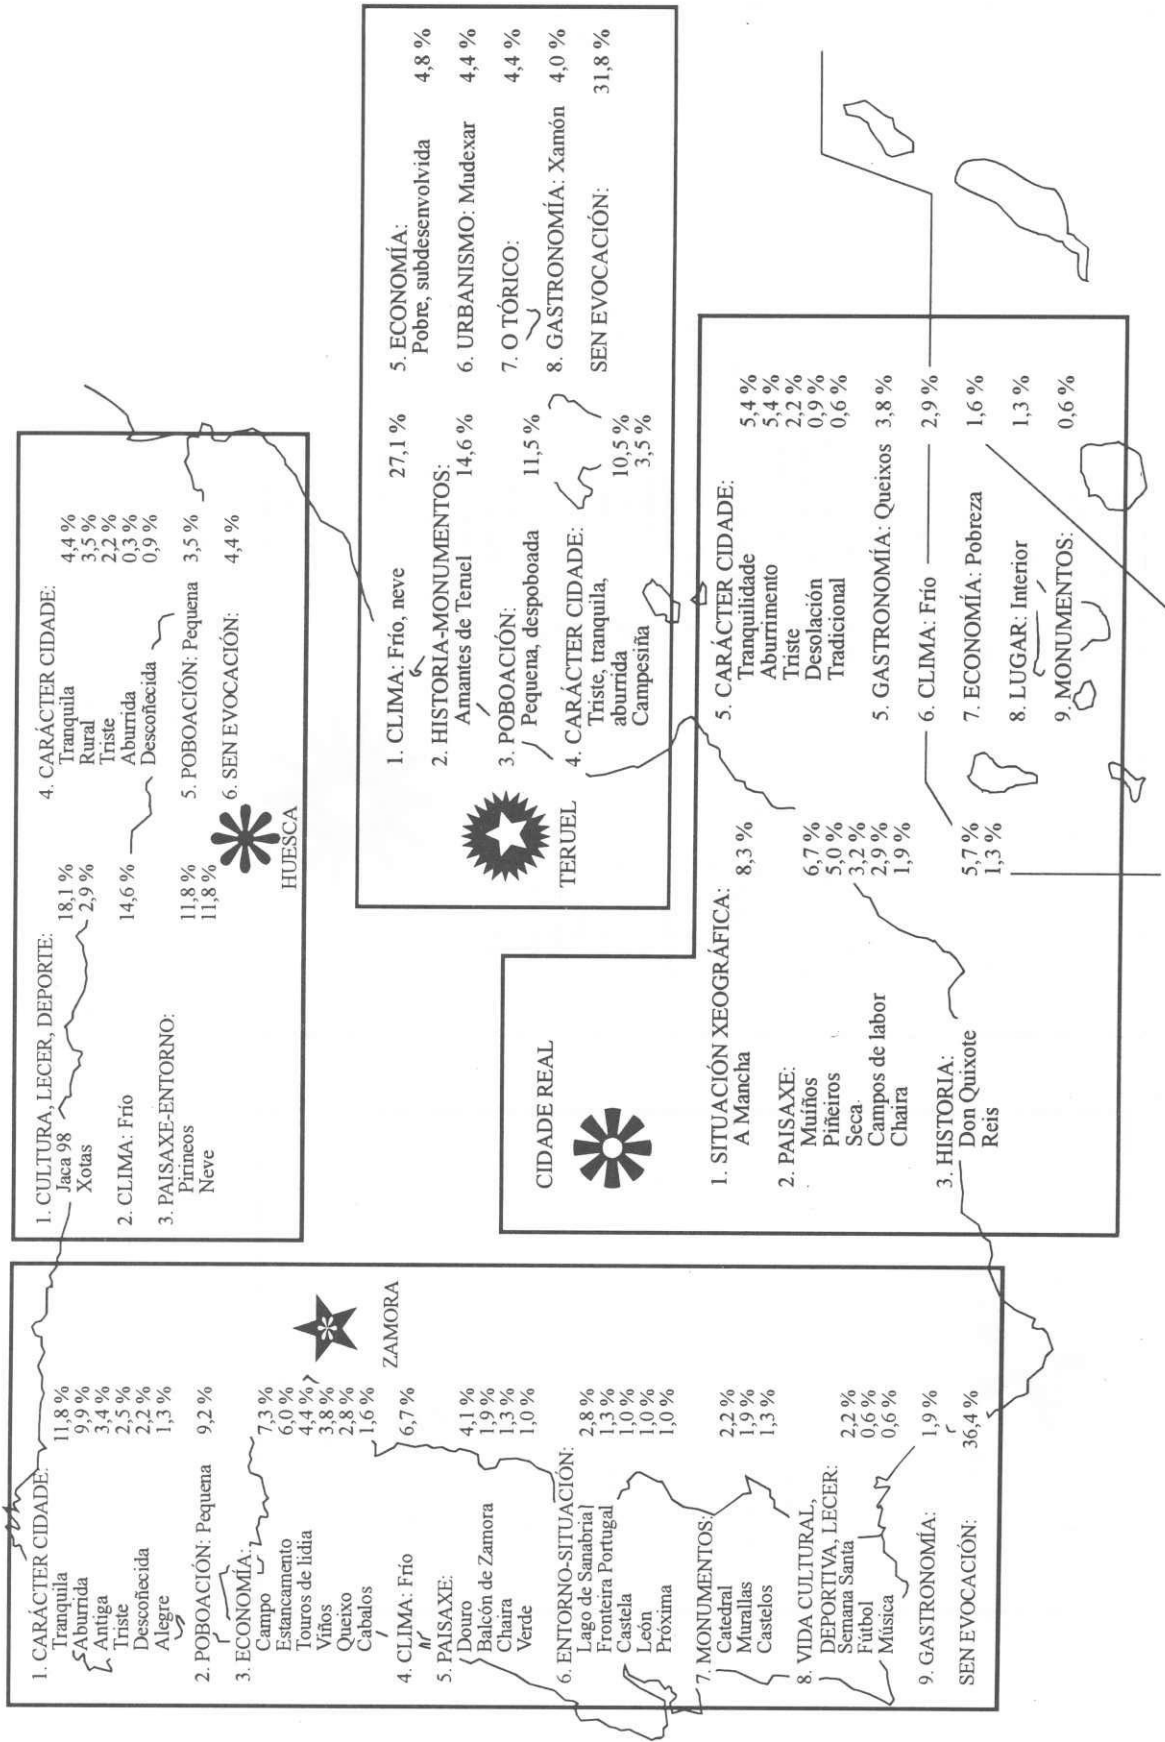 1. CARÁCTER CIDADE:
Tranquila 11,8 %
Aburrida 9,9 %
Antiga 3,4 %
Triste 2,5 %
Descoñecida 2,2 %
Alegre 1,3 %
2. POBOACIÓN: Pequena 9,2 %
3. ECONOMÍA:
Campo 7,3 %
Estancamento 6,0 %
Touros de lidia 4,4 %
Viños 3,8 %
Queixo 2,8 %
Cabalos 1,6 %
4. CLIMA: Frío 6,7 %
5. PAISAXE:
Douro 4,1 %
Balcón de Zamora 1,9 %
Chaira 1,3 %
Verde 1,0 %
6. ENTORNO-SITUACIÓN:
Lago de Sanabria 2,8 %
Fronteira Portugal 1,3 %
Castela 1,0 %
León 1,0 %
Próxima 1,0 %
7. MONUMENTOS:
Catedral 2,2 %
Murallas 1,9 %
Castelos 1,3 %
8. VIDA CULTURAL,
DEPORTIVA, LECER:
Semana Santa 2,2 %
Fútbol 0,6 %
Música 0,6 %
9. GASTRONOMÍA: 1,9 %
SEN EVOCACIÓN: 36,4 %
ZAMORA
1. CULTURA, LECER, DEPORTE:
Jaca 98 18,1 %
Xotas 2,9 %
2. CLIMA: Frío 14,6 %
3. PAISAXE-ENTORNO:
Pirineos 11,8 %
Neve 11,8 %
4. CARÁCTER CIDADE:
Tranquila 4,4 %
Rural 3,5 %
Triste 2,2 %
Aburrida 0,3 %
Descoñecida 0,9 %
5. POBOACIÓN: Pequena 3,5 %
6. SEN EVOCACIÓN: 4,4 %
HUESCA
TERUEL
1. CLIMA: Frío, neve 27,1 %
2. HISTORIA-MONUMENTOS:
Amantes de Teruel 14,6 %
3. POBOACIÓN:
Pequena, despoboada 11,5 %
4. CARÁCTER CIDADE:
Triste, tranquila,
aburrida 10,5 %
Campesiña 3,5 %
5. ECONOMÍA:
Pobre, subdesenvolvida 4,8 %
6. URBANISMO: Mudexar 4,4 %
7. O TÓRICO: 4,4 %
8. GASTRONOMÍA: Xamón 4,0 %
SEN EVOCACIÓN: 31,8 %
CIDADE REAL
1. SITUACIÓN XEOGRÁFICA:
A Mancha 8,3 %
2. PAISAXE:
Muíños 6,7 %
Piñeiros 5,0 %
Seca 3,2 %
Campos de labor 2,9 %
Chaira 1,9 %
3. HISTORIA:
Don Quixote 5,7 %
Reis 1,3 %
5. CARÁCTER CIDADE:
Tranquilidade 5,4 %
Aburrimento 5,4 %
Triste 2,2 %
Desolación 0,9 %
Tradicional 0,6 %
5. GASTRONOMÍA: Queixos 3,8 %
6. CLIMA: Frío 2,9 %
7. ECONOMÍA: Pobreza 1,6 %
8. LUGAR: Interior 1,3 %
9. MONUMENTOS: 0,6 %